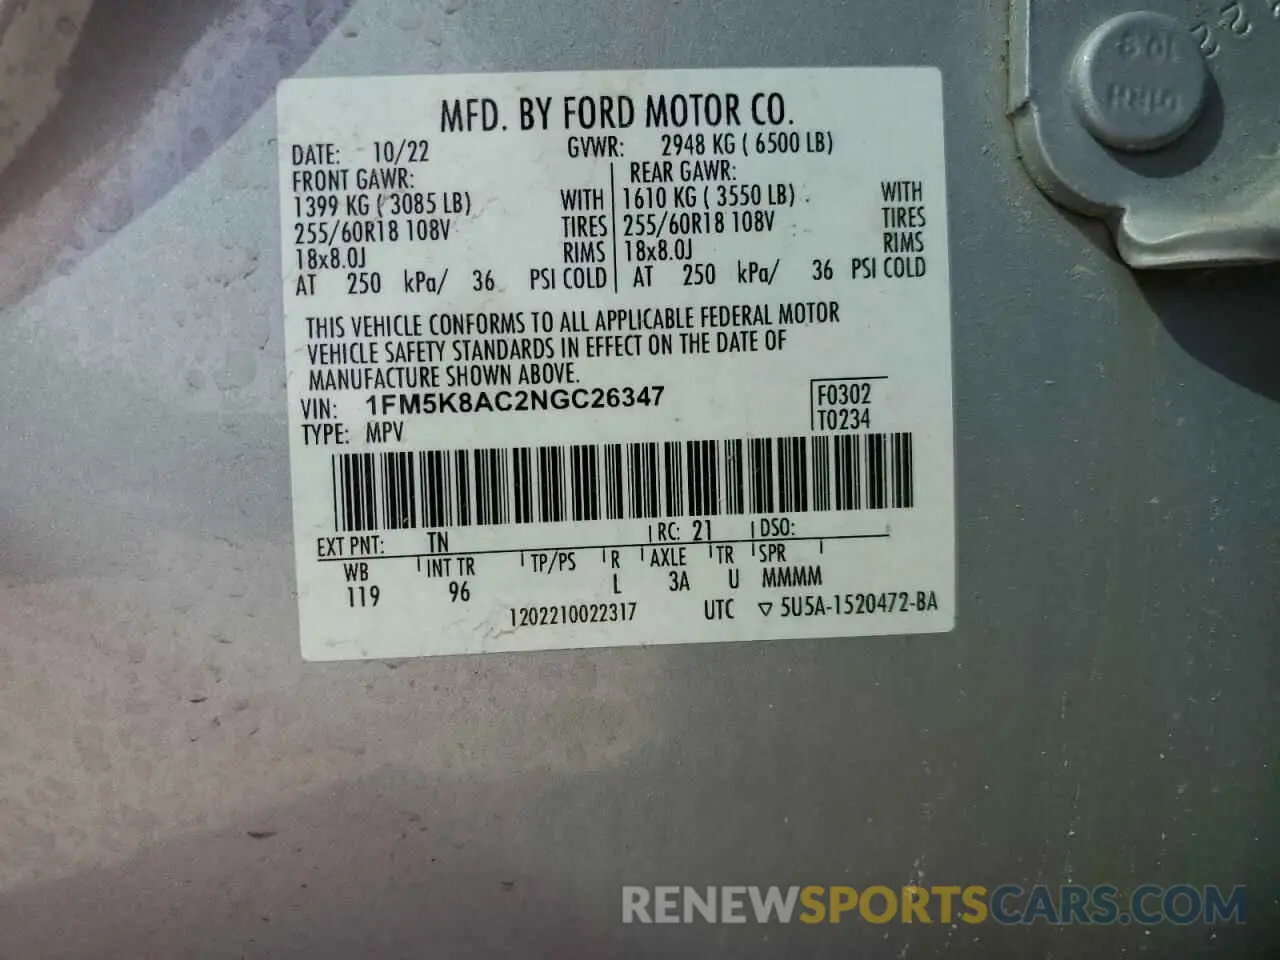 MFD. BY FORD MOTOR CO.
DATE: 10/22 GVWR: 2948 KG ( 6500 LB)
FRONT GAWR: REAR GAWR:
1399 KG ( 3085 LB) WITH 1610 KG ( 3550 LB) WITH
255/60R18 108V TIRES 255/60R18 108V TIRES
18x8.0J RIMS 18x8.0J RIMS
AT 250 kPa/ 36 PSI COLD AT 250 kPa/ 36 PSI COLD
THIS VEHICLE CONFORMS TO ALL APPLICABLE FEDERAL MOTOR
VEHICLE SAFETY STANDARDS IN EFFECT ON THE DATE OF
MANUFACTURE SHOWN ABOVE.
VIN: 1FM5K8AC2NGC26347 F0302
TYPE: MPV T0234
EXT PNT: TN RC: 21 DSO:
WB INT TR TP/PS R AXLE TR SPR
119 96 L 3A U MMMM
1202210022317 UTC ▽ 5U5A-1520472-BA
RENEWSPORTSCARS.COM